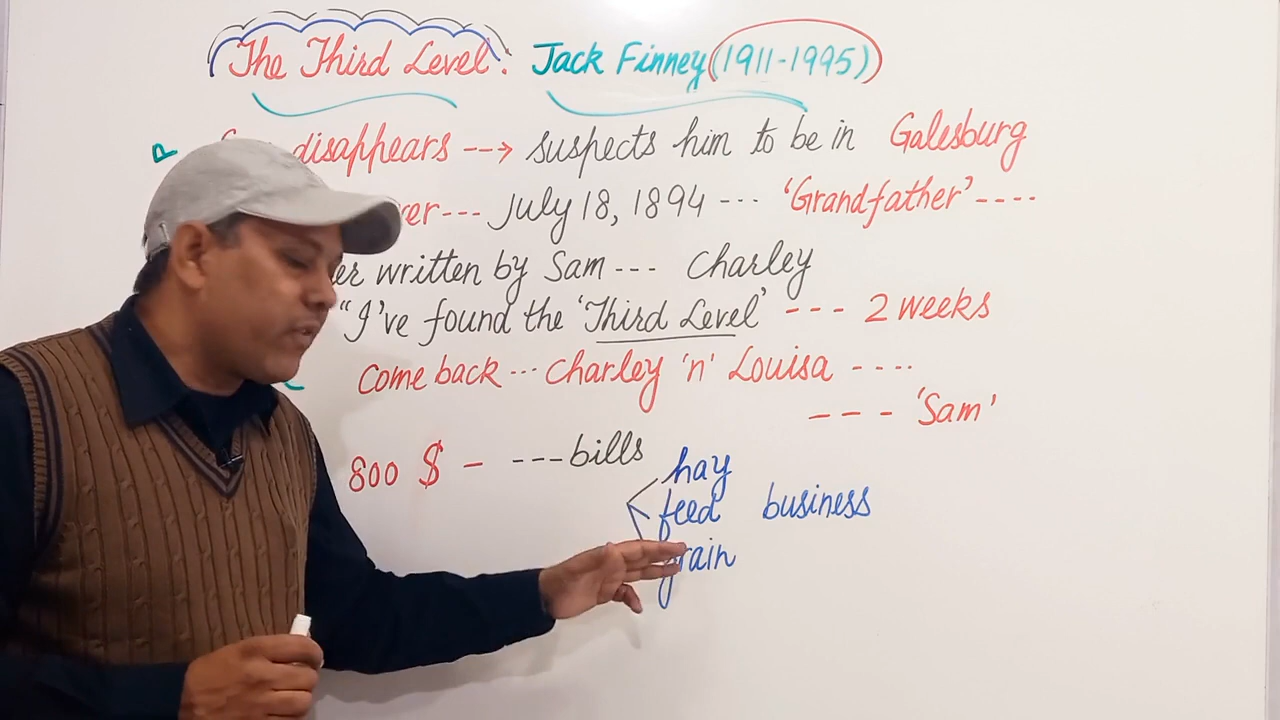 The Third Level: Jack Finney (1911-1995)
P
disappears --> suspects him to be in Galesburg
July 18, 1894 --- 'Grandfather' ----
written by Sam --- Charley
"I've found the 'Third Level' --- 2 weeks
Come back ... Charley 'n' Louisa ----
--- 'Sam'
800 $ - --- bills
hay
feed business
grain